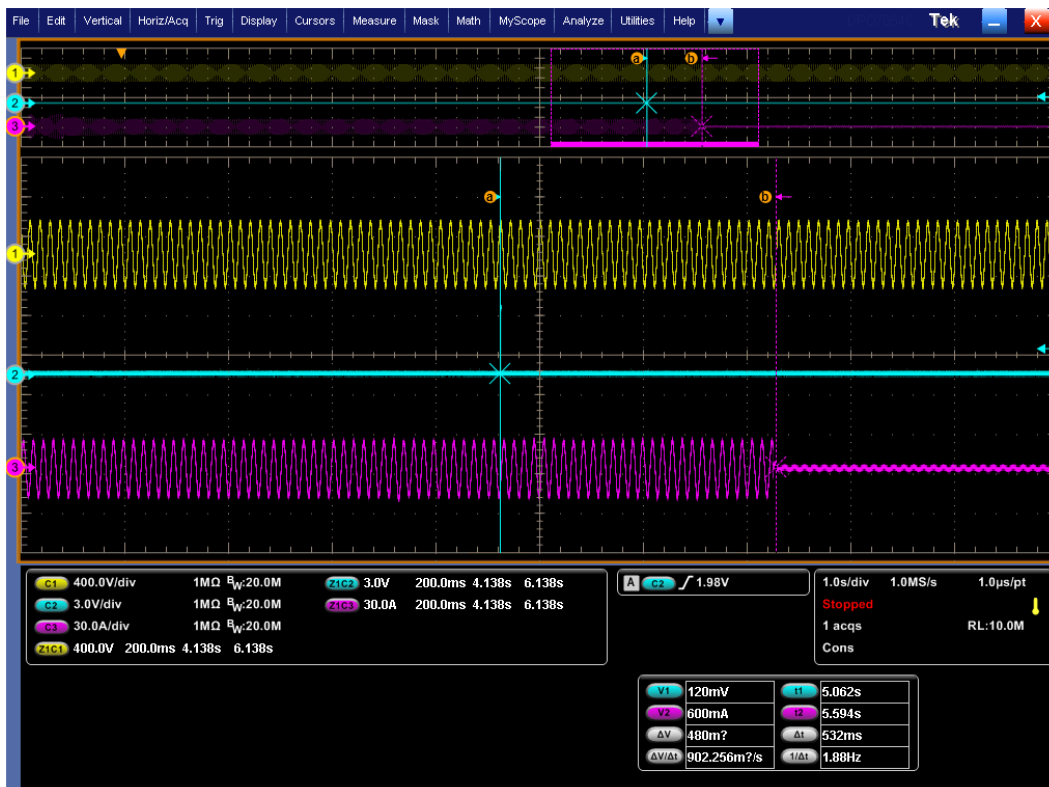 File Edit Vertical Horiz/Acq Trig Display Cursors Measure Mask Math MyScope Analyze Utilities Help Tek X
a b
1
2
3
a b
1
2
3
C1 400.0V/div 1MΩ BW:20.0M Z1C2 3.0V 200.0ms 4.138s 6.138s
C2 3.0V/div 1MΩ BW:20.0M Z1C3 30.0A 200.0ms 4.138s 6.138s
C3 30.0A/div 1MΩ BW:20.0M
Z1C1 400.0V 200.0ms 4.138s 6.138s
A C2 1.98V
1.0s/div 1.0MS/s 1.0µs/pt
Stopped
1 acqs RL:10.0M
Cons
V1 120mV t1 5.062s
V2 600mA t2 5.594s
ΔV 480m? Δt 532ms
ΔV/Δt 902.256m?/s 1/Δt 1.88Hz